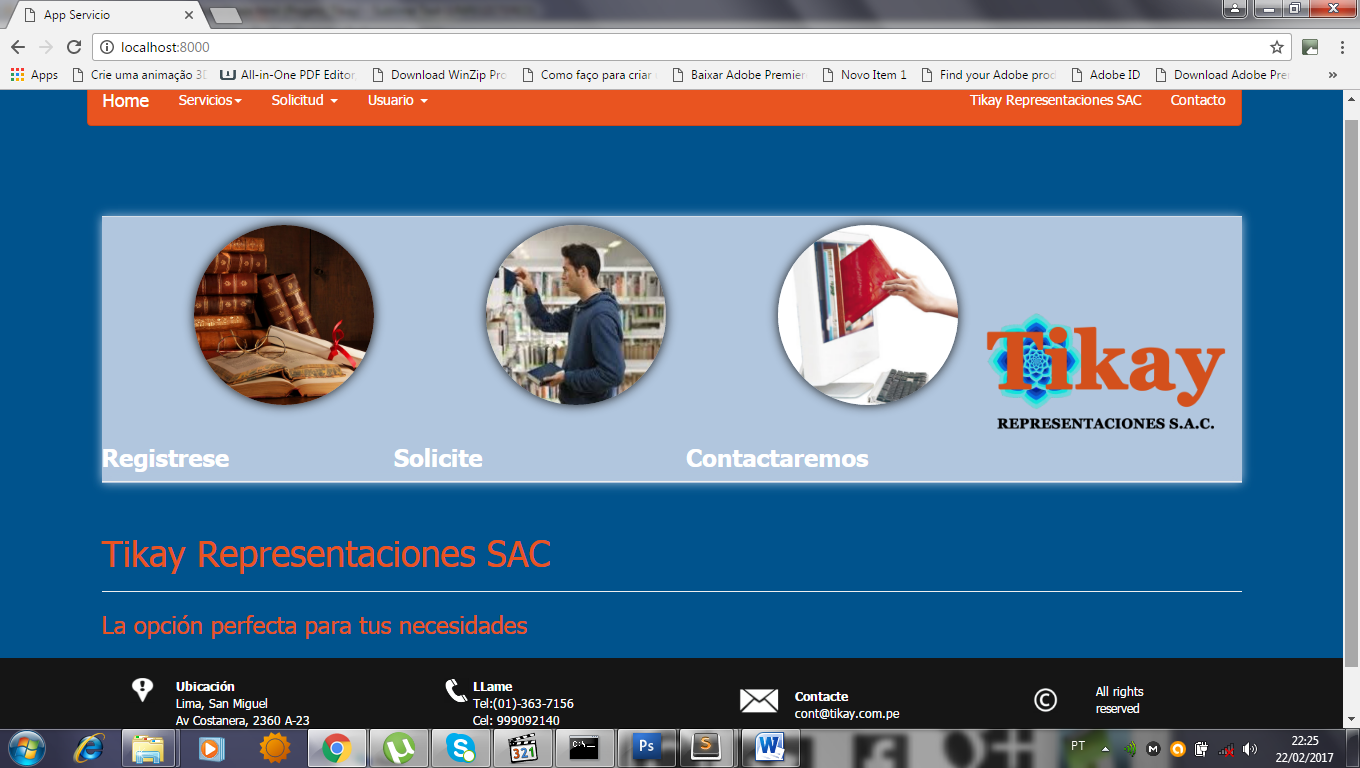 App Servicio
localhost:8000
Apps Crie uma animação 3D All-in-One PDF Editor Download WinZip Pro Como faço para criar Baixar Adobe Premier Novo Item 1 Find your Adobe prod Adobe ID Download Adobe Pre »
Home Servicios Solicitud Usuario Tikay Representaciones SAC Contacto
Tikay
REPRESENTACIONES S.A.C.
Registrese Solicite Contactaremos
Tikay Representaciones SAC
La opción perfecta para tus necesidades
Ubicación
Lima, San Miguel
Av Costanera, 2360 A-23
LLame
Tel:(01)-363-7156
Cel: 999092140
Contacte
cont@tikay.com.pe
©
All rights
reserved
321
C:\_
Ps
S
W
PT
22:25
22/02/2017